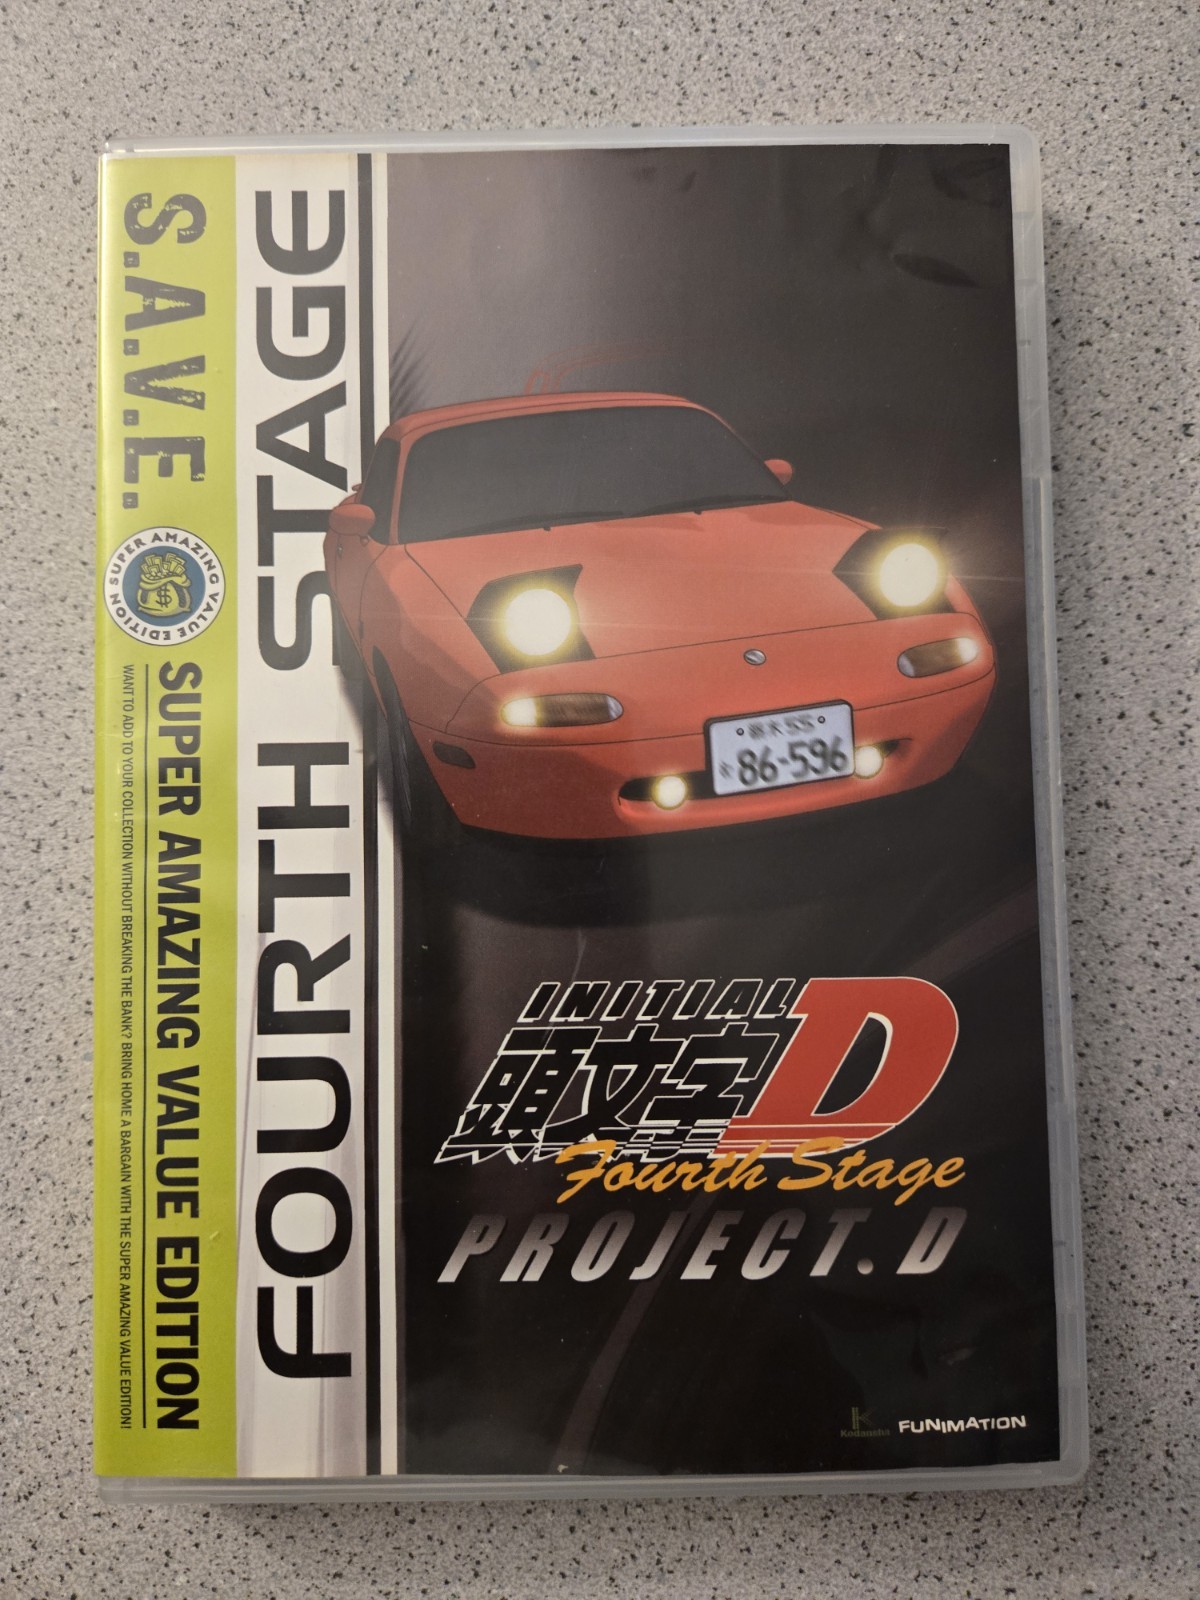 S.A.V.E.
SUPER AMAZING VALUE EDITION
$
SUPER AMAZING VALUE EDITION
WANT TO ADD TO YOUR COLLECTION WITHOUT BREAKING THE BANK? BRING HOME A BARGAIN WITH THE SUPER AMAZING VALUE EDITION!
FOURTH STAGE
86-596
INITIAL D
頭文字
Fourth Stage
PROJECT. D
K
Kodansha
FUNIMATION